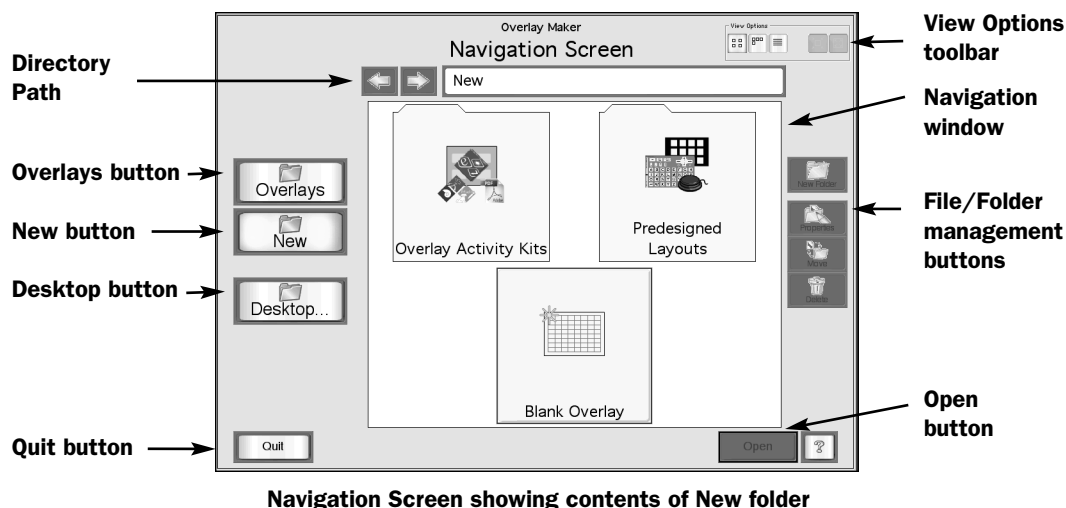 Overlay Maker
Navigation Screen
View Options
View Options
toolbar
Directory
Path
New
Navigation
window
Overlays button
Overlays
New button
New
Desktop button
Desktop...
Overlay Activity Kits
Predesigned
Layouts
Blank Overlay
New Folder
Properties
Move
Delete
File/Folder
management
buttons
Open
button
Quit button
Quit
Open
?
Navigation Screen showing contents of New folder